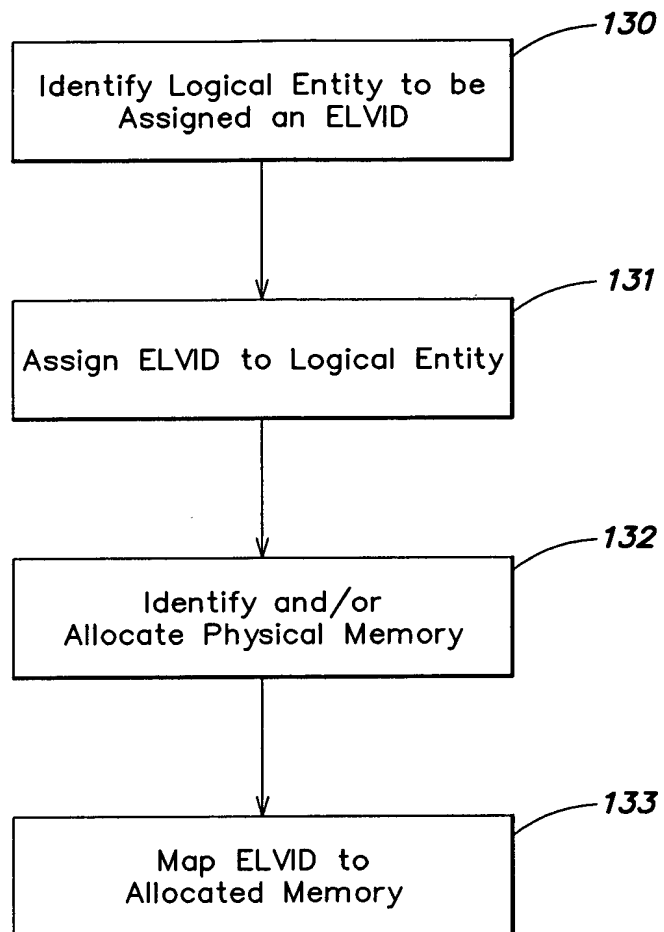 130
Identify Logical Entity to be
Assigned an ELVID
131
Assign ELVID to Logical Entity
132
Identify and/or
Allocate Physical Memory
133
Map ELVID to
Allocated Memory